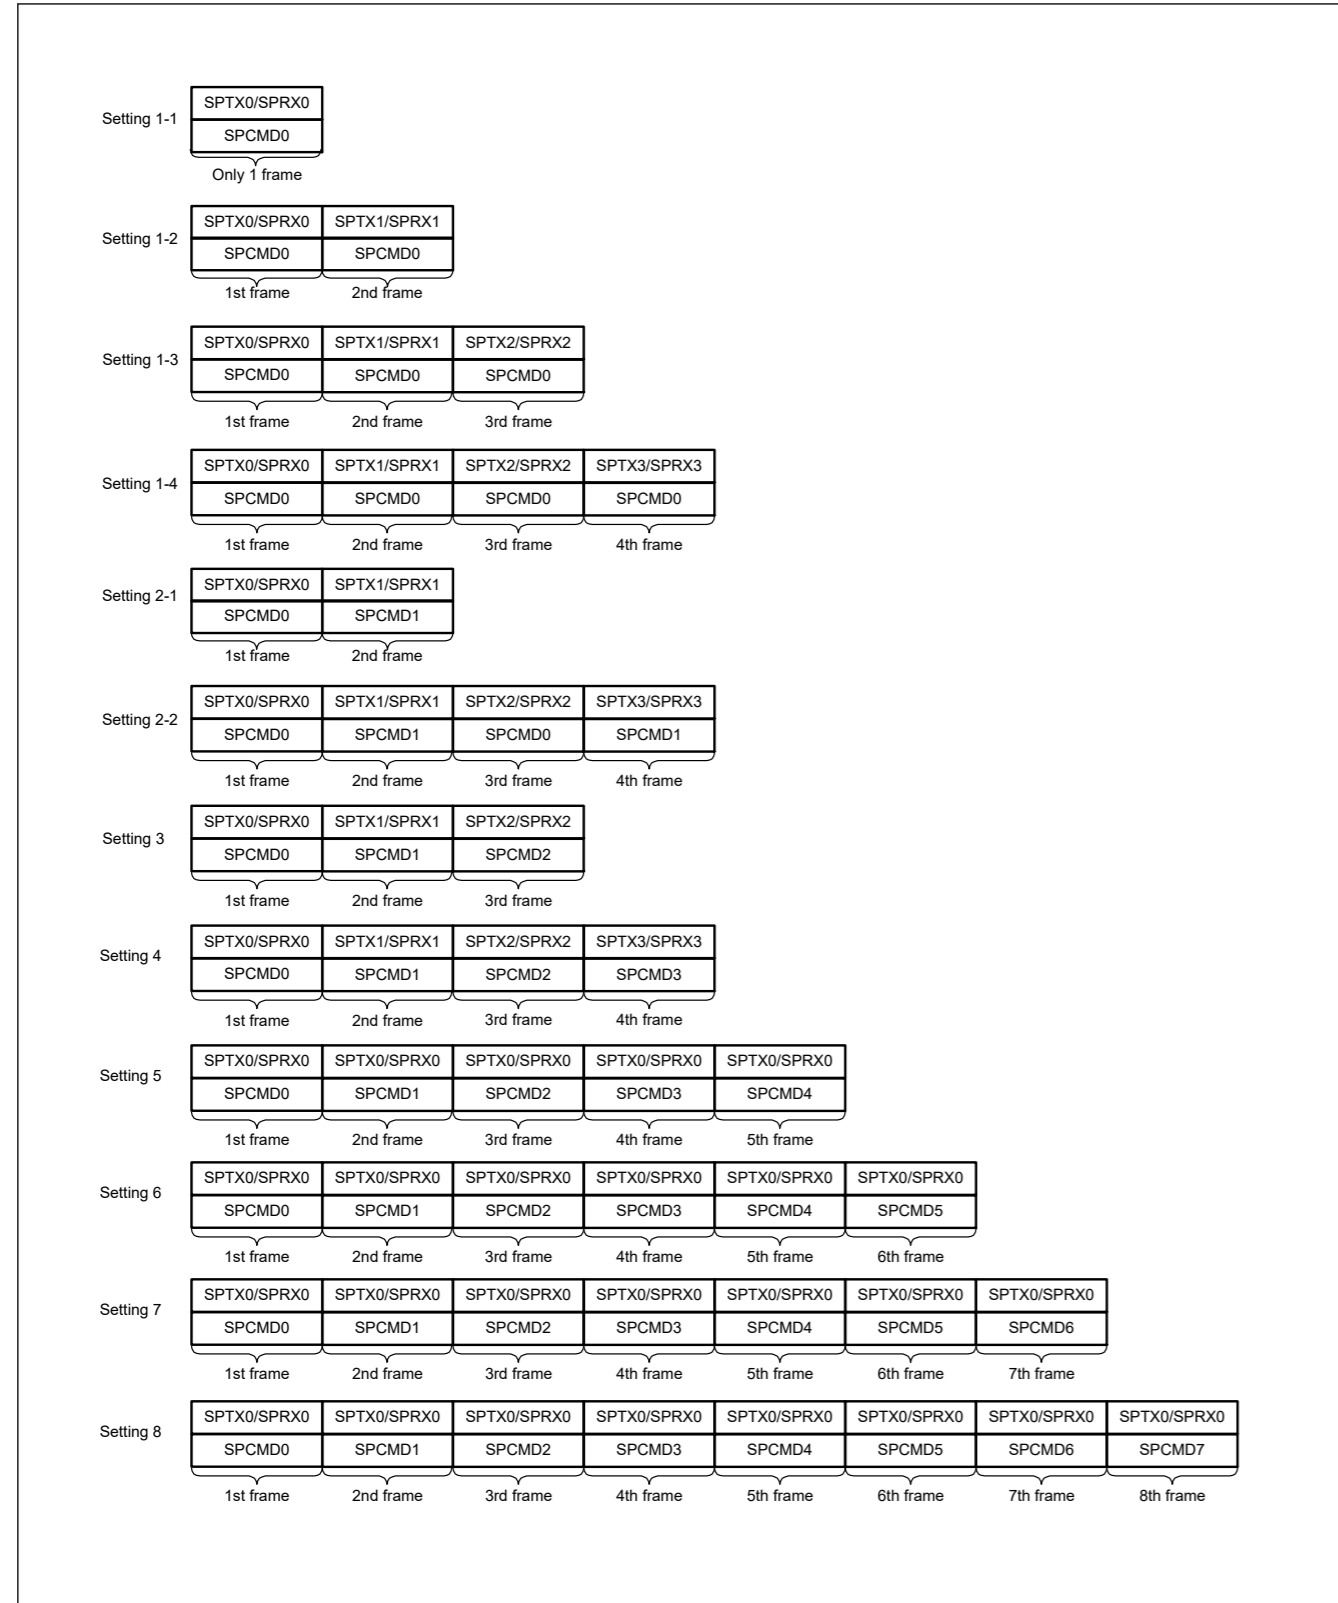 SPTX0/SPRX0
Setting 1-1
SPCMD0
Only 1 frame
SPTX0/SPRX0 SPTX1/SPRX1
Setting 1-2
SPCMD0 SPCMD0
1st frame 2nd frame
SPTX0/SPRX0 SPTX1/SPRX1 SPTX2/SPRX2
Setting 1-3
SPCMD0 SPCMD0 SPCMD0
1st frame 2nd frame 3rd frame
SPTX0/SPRX0 SPTX1/SPRX1 SPTX2/SPRX2 SPTX3/SPRX3
Setting 1-4
SPCMD0 SPCMD0 SPCMD0 SPCMD0
1st frame 2nd frame 3rd frame 4th frame
SPTX0/SPRX0 SPTX1/SPRX1
Setting 2-1
SPCMD0 SPCMD1
1st frame 2nd frame
SPTX0/SPRX0 SPTX1/SPRX1 SPTX2/SPRX2 SPTX3/SPRX3
Setting 2-2
SPCMD0 SPCMD1 SPCMD0 SPCMD1
1st frame 2nd frame 3rd frame 4th frame
SPTX0/SPRX0 SPTX1/SPRX1 SPTX2/SPRX2
Setting 3
SPCMD0 SPCMD1 SPCMD2
1st frame 2nd frame 3rd frame
SPTX0/SPRX0 SPTX1/SPRX1 SPTX2/SPRX2 SPTX3/SPRX3
Setting 4
SPCMD0 SPCMD1 SPCMD2 SPCMD3
1st frame 2nd frame 3rd frame 4th frame
SPTX0/SPRX0 SPTX0/SPRX0 SPTX0/SPRX0 SPTX0/SPRX0 SPTX0/SPRX0
Setting 5
SPCMD0 SPCMD1 SPCMD2 SPCMD3 SPCMD4
1st frame 2nd frame 3rd frame 4th frame 5th frame
SPTX0/SPRX0 SPTX0/SPRX0 SPTX0/SPRX0 SPTX0/SPRX0 SPTX0/SPRX0 SPTX0/SPRX0
Setting 6
SPCMD0 SPCMD1 SPCMD2 SPCMD3 SPCMD4 SPCMD5
1st frame 2nd frame 3rd frame 4th frame 5th frame 6th frame
SPTX0/SPRX0 SPTX0/SPRX0 SPTX0/SPRX0 SPTX0/SPRX0 SPTX0/SPRX0 SPTX0/SPRX0 SPTX0/SPRX0
Setting 7
SPCMD0 SPCMD1 SPCMD2 SPCMD3 SPCMD4 SPCMD5 SPCMD6
1st frame 2nd frame 3rd frame 4th frame 5th frame 6th frame 7th frame
SPTX0/SPRX0 SPTX0/SPRX0 SPTX0/SPRX0 SPTX0/SPRX0 SPTX0/SPRX0 SPTX0/SPRX0 SPTX0/SPRX0 SPTX0/SPRX0
Setting 8
SPCMD0 SPCMD1 SPCMD2 SPCMD3 SPCMD4 SPCMD5 SPCMD6 SPCMD7
1st frame 2nd frame 3rd frame 4th frame 5th frame 6th frame 7th frame 8th frame